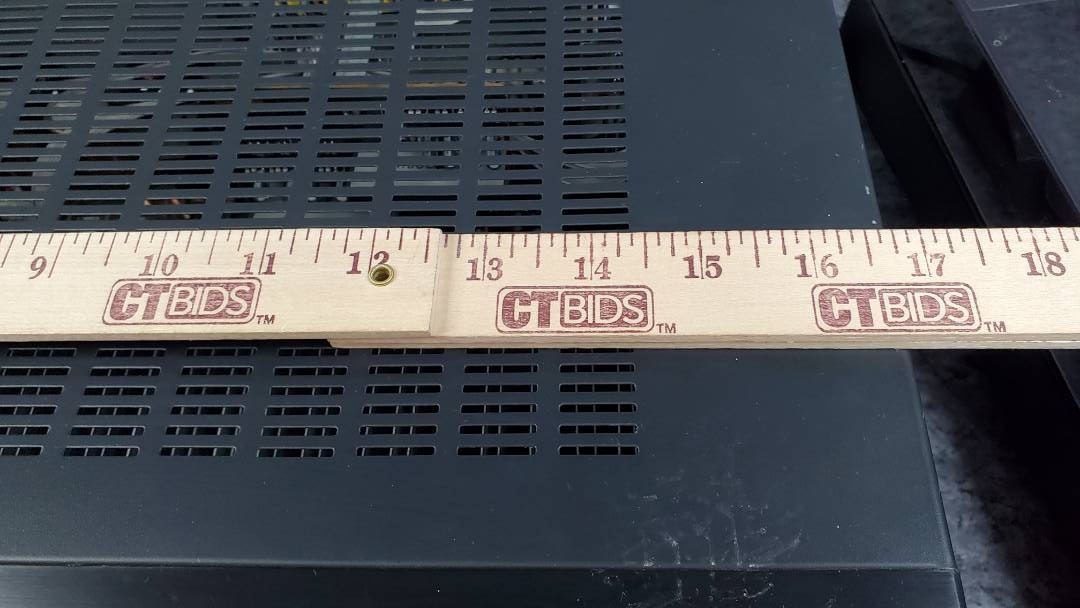 9 10 11 12 13 14 15 16 17 18
CTBIDS™ CTBIDS™ CTBIDS™